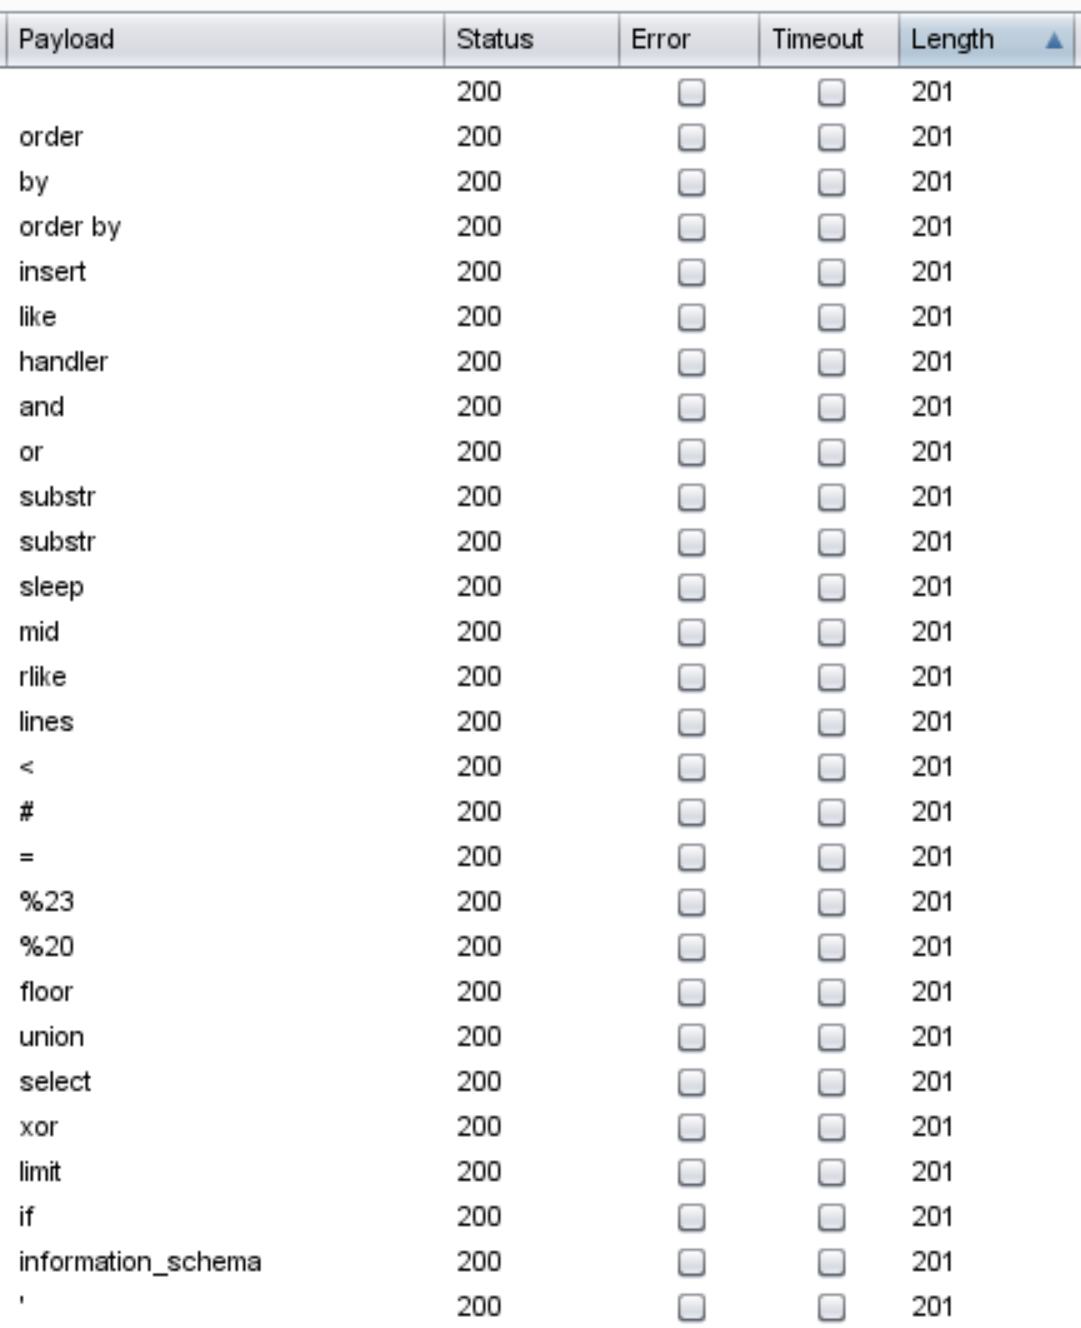 Payload Status Error Timeout Length
200 201
order 200 201
by 200 201
order by 200 201
insert 200 201
like 200 201
handler 200 201
and 200 201
or 200 201
substr 200 201
substr 200 201
sleep 200 201
mid 200 201
rlike 200 201
lines 200 201
< 200 201
# 200 201
= 200 201
%23 200 201
%20 200 201
floor 200 201
union 200 201
select 200 201
xor 200 201
limit 200 201
if 200 201
information_schema 200 201
' 200 201